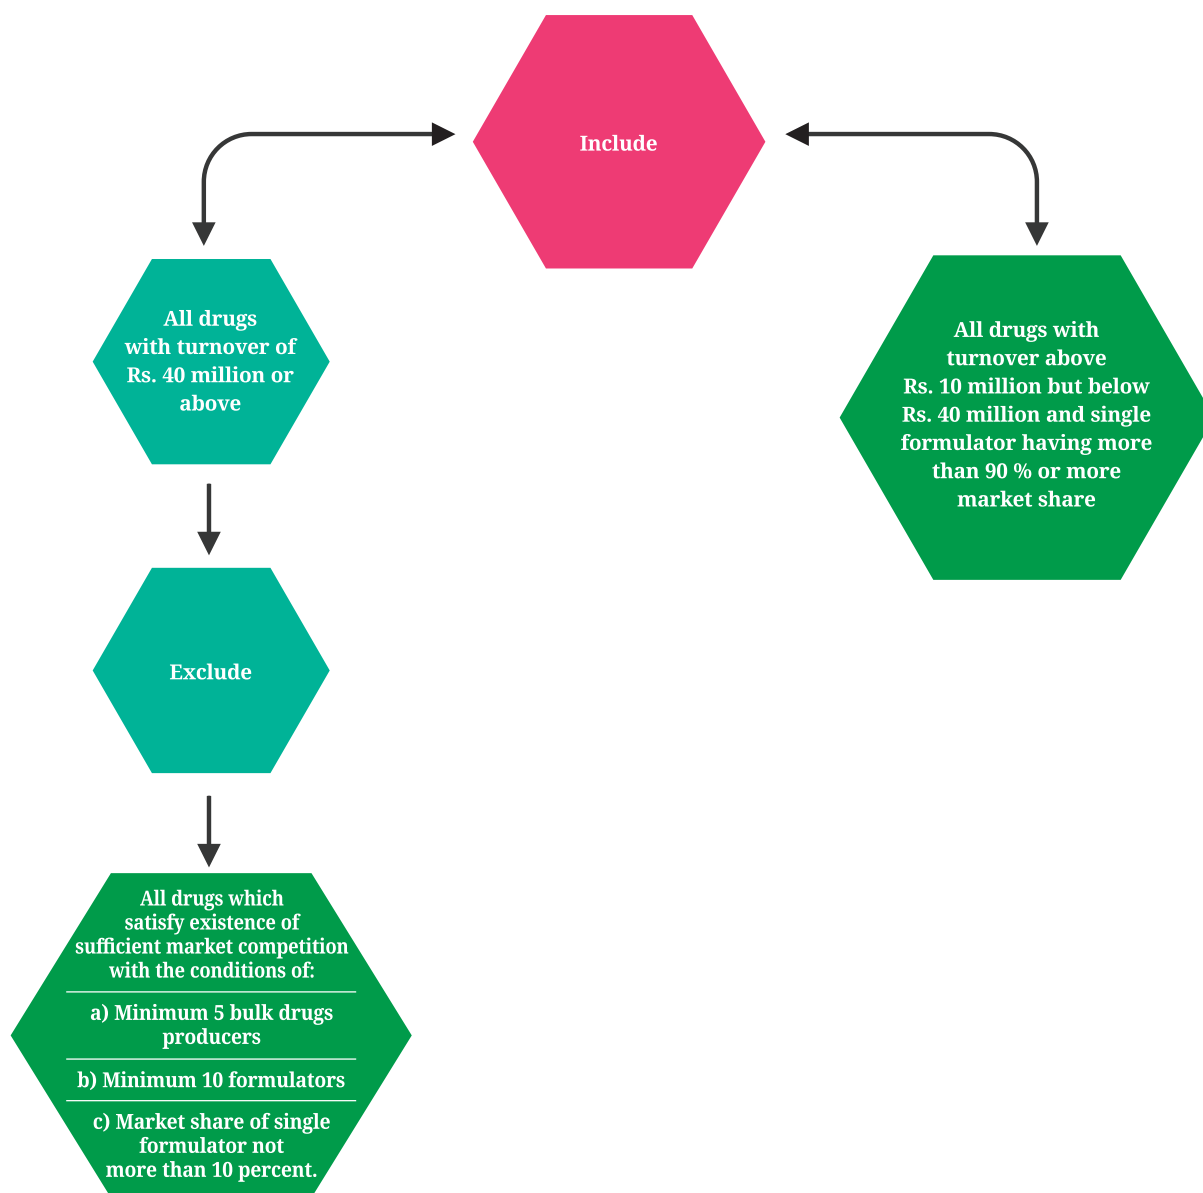 Include
All drugs
with turnover of
Rs. 40 million or
above
All drugs with
turnover above
Rs. 10 million but below
Rs. 40 million and single
formulator having more
than 90 % or more
market share
Exclude
All drugs which
satisfy existence of
sufficient market competition
with the conditions of:
a) Minimum 5 bulk drugs
producers
b) Minimum 10 formulators
c) Market share of single
formulator not
more than 10 percent.